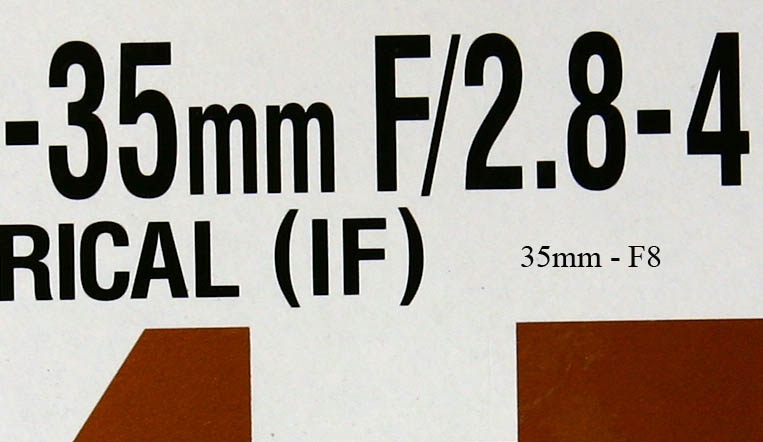 -35mm F/2.8-4
RICAL (IF)
35mm - F8